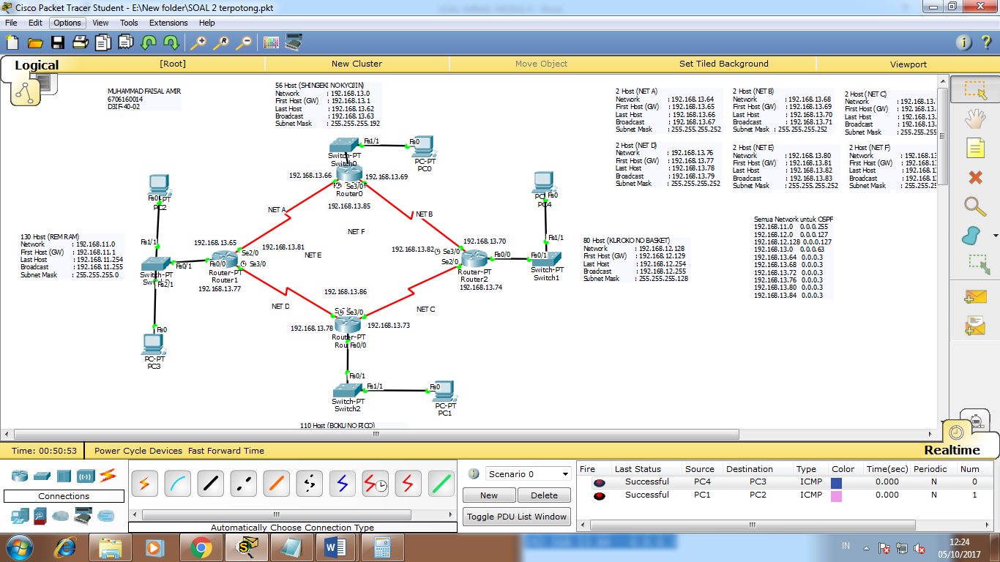 Cisco Packet Tracer Student - E:\New folder\SOAL 2 terpotong.pkt
File Edit Options View Tools Extensions Help
Logical [Root] New Cluster Move Object Set Tiled Background Viewport
MUHAMMAD FAISAL AMIR
6706160014
D3IF-40-02
56 Host (SHINGEKI NO KYOJIN)
Network : 192.168.13.0
First Host (GW) : 192.168.13.1
Last Host : 192.168.13.62
Broadcast : 192.168.13.63
Subnet Mask : 255.255.255.192
2 Host (NET A)
Network : 192.168.13.64
First Host (GW) : 192.168.13.65
Last Host : 192.168.13.66
Broadcast : 192.168.13.67
Subnet Mask : 255.255.255.252
2 Host (NET B)
Network : 192.168.13.68
First Host (GW) : 192.168.13.69
Last Host : 192.168.13.70
Broadcast : 192.168.13.71
Subnet Mask : 255.255.255.252
2 Host (NET C)
Network : 192.168.13.
First Host (GW) : 192.168.13.
Last Host : 192.168.13.
Broadcast : 192.168.13.
Subnet Mask : 255.255.255
2 Host (NET D)
Network : 192.168.13.76
First Host (GW) : 192.168.13.77
Last Host : 192.168.13.78
Broadcast : 192.168.13.79
Subnet Mask : 255.255.255.252
2 Host (NET E)
Network : 192.168.13.80
First Host (GW) : 192.168.13.81
Last Host : 192.168.13.82
Broadcast : 192.168.13.83
Subnet Mask : 255.255.255.252
2 Host (NET F)
Network : 192.168.13
First Host (GW) : 192.168.13
Last Host : 192.168.13
Broadcast : 192.168.1
Subnet Mask : 255.255.25
Fa1/1 Fa0
Switch-PT
Switch0
PC-PT
PC0
192.168.13.66 192.168.13.69
Se3/0
Router0
192.168.13.85
Fa0
PC2
NET A
NET B
NET F
Fa0
PC4
Semua Network untuk OSPF
192.168.11.0 0.0.0.255
192.168.12.0 0.0.0.127
192.168.12.128 0.0.0.127
192.168.13.0 0.0.0.63
192.168.13.64 0.0.0.3
192.168.13.68 0.0.0.3
192.168.13.72 0.0.0.3
192.168.13.76 0.0.0.3
192.168.13.80 0.0.0.3
192.168.13.84 0.0.0.3
130 Host (REM RAM)
Network : 192.168.11.0
First Host (GW) : 192.168.11.1
Last Host : 192.168.11.254
Broadcast : 192.168.11.255
Subnet Mask : 255.255.255.0
Fa1/1
192.168.13.65
192.168.13.81
Se2/0
NET E
Fa0/1 Fa0/0 Se3/0
Switch-PT
Fa2/1
Router-PT
Router1
192.168.13.77
192.168.13.70
192.168.13.82 Se3/0
Se2/0
Fa0/0 Fa0/1
Fa1/1
Router-PT
Router2
192.168.13.74
Switch-PT
Switch1
80 Host (KUROKO NO BASKET)
Network : 192.168.12.128
First Host (GW) : 192.168.12.129
Last Host : 192.168.12.254
Broadcast : 192.168.12.255
Subnet Mask : 255.255.255.128
192.168.13.86
NET D
NET C
Se3/0
192.168.13.78 192.168.13.73
Router-PT
Fa0/0
Fa0
PC-PT
PC3
Fa0/1
Fa1/1 Fa0
Switch-PT
Switch2
PC-PT
PC1
110 Host (BOKU NO PICO)
Realtime
Time: 00:50:53 Power Cycle Devices Fast Forward Time
Connections
Automatically Choose Connection Type
Scenario 0
New Delete
Toggle PDU List Window
Fire Last Status Source Destination Type Color Time(sec) Periodic Num
Successful PC4 PC3 ICMP 0.000 N 0
Successful PC1 PC2 ICMP 0.000 N 1
IN
12:24
05/10/2017